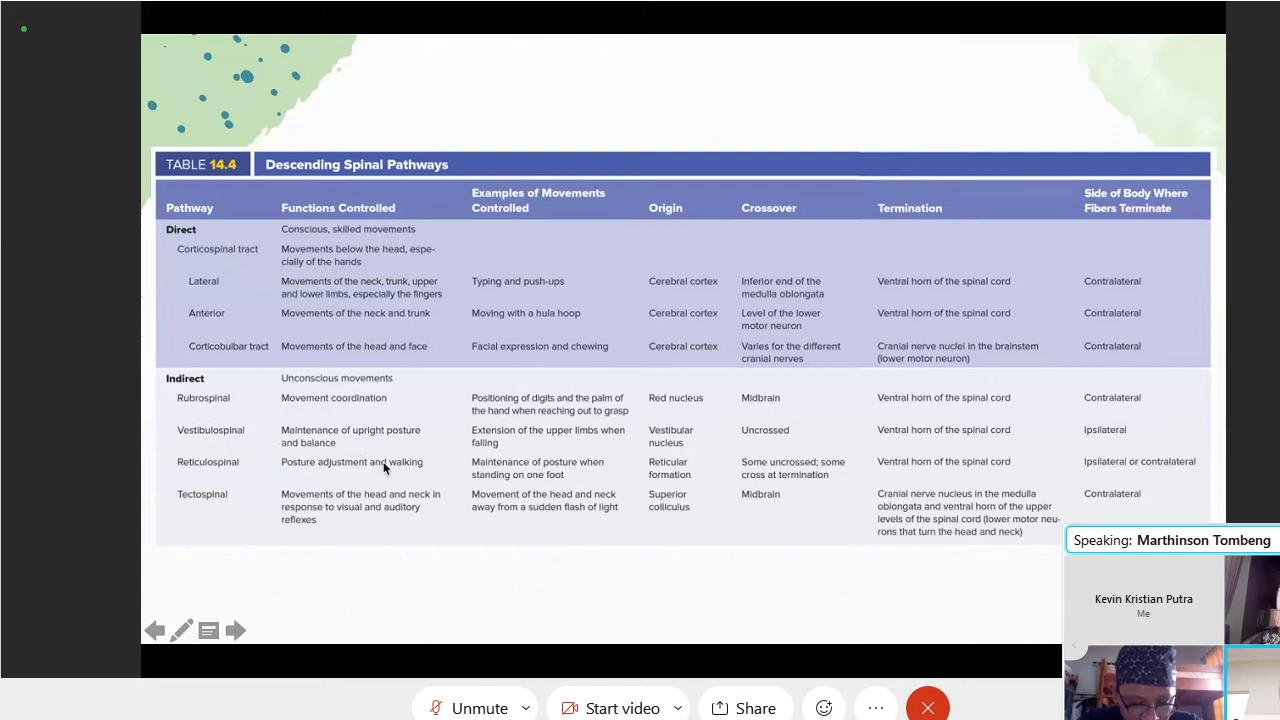 TABLE 14.4 Descending Spinal Pathways
Examples of Movements Side of Body Where
Pathway Functions Controlled Controlled Origin Crossover Termination Fibers Terminate
Direct Conscious, skilled movements
Corticospinal tract Movements below the head, espe-
cially of the hands
Lateral Movements of the neck, trunk, upper Typing and push-ups Cerebral cortex Inferior end of the Ventral horn of the spinal cord Contralateral
and lower limbs, especially the fingers medulla oblongata
Anterior Movements of the neck and trunk Moving with a hula hoop Cerebral cortex Level of the lower Ventral horn of the spinal cord Contralateral
motor neuron
Corticobulbar tract Movements of the head and face Facial expression and chewing Cerebral cortex Varies for the different Cranial nerve nuclei in the brainstem Contralateral
cranial nerves (lower motor neuron)
Indirect Unconscious movements
Rubrospinal Movement coordination Positioning of digits and the palm of Red nucleus Midbrain Ventral horn of the spinal cord Contralateral
the hand when reaching out to grasp
Vestibulospinal Maintenance of upright posture Extension of the upper limbs when Vestibular Uncrossed Ventral horn of the spinal cord Ipsilateral
and balance falling nucleus
Reticulospinal Posture adjustment and walking Maintenance of posture when Reticular Some uncrossed; some Ventral horn of the spinal cord Ipsilateral or contralateral
standing on one foot formation cross at termination
Tectospinal Movements of the head and neck in Movement of the head and neck Superior Midbrain Cranial nerve nucleus in the medulla Contralateral
response to visual and auditory away from a sudden flash of light colliculus oblongata and ventral horn of the upper
reflexes levels of the spinal cord (lower motor neu-
rons that turn the head and neck)
Speaking: Marthinson Tombeng
Kevin Kristian Putra
Me
Unmute Start video Share